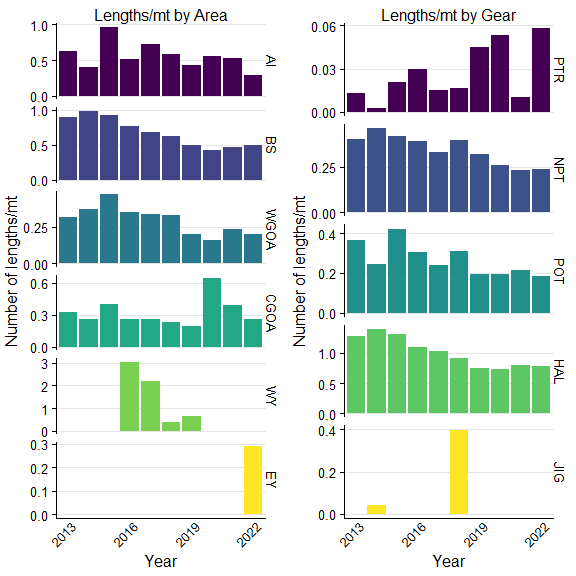 Lengths/mt by Area
Number of lengths/mt
1.0
0.5
0.0
AI
1.0
0.5
0.0
BS
0.25
0.00
WGOA
0.6
0.3
0.0
CGOA
3
2
1
0
WY
0.3
0.2
0.1
0.0
EY
2013
2016
2019
2022
Year
Lengths/mt by Gear
Number of lengths/mt
0.06
0.03
0.00
PTR
0.25
0.00
NPT
0.4
0.2
0.0
POT
1.0
0.5
0.0
HAL
0.4
0.2
0.0
JIG
2013
2016
2019
2022
Year